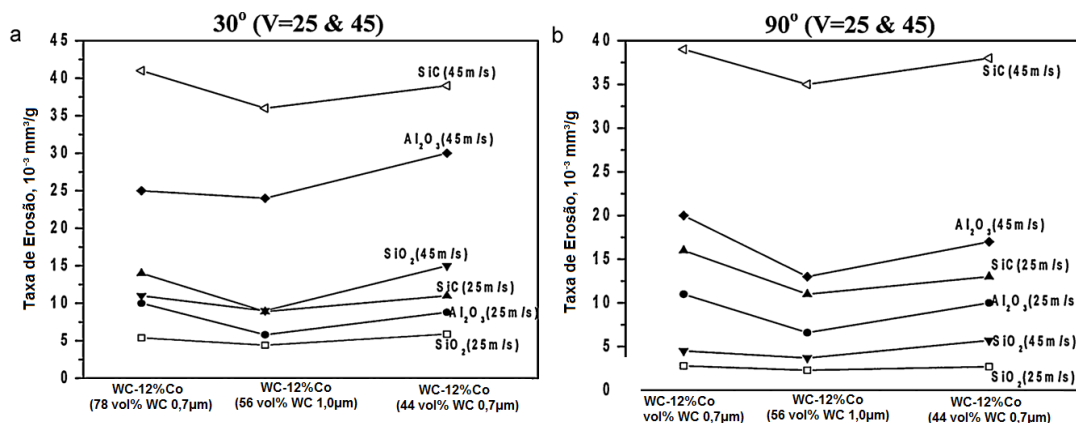 a
30° (V=25 & 45)
Taxa de Erosão, 10⁻³ mm³/g
45
40
35
30
25
20
15
10
5
0
SiC (45m/s)
Al₂O₃(45m/s)
SiO₂(45m/s)
SiC (25m/s)
Al₂O₃(25m/s)
SiO₂(25m/s)
WC-12%Co
(78 vol% WC 0,7µm)
WC-12%Co
(56 vol% WC 1,0µm)
WC-12%Co
(44 vol% WC 0,7µm)
b
90° (V=25 & 45)
Taxa de Erosão, 10⁻³ mm³/g
40
35
30
25
20
15
10
5
0
SiC (45m/s)
Al₂O₃(45m/s)
SiC (25m/s)
Al₂O₃(25m/s)
SiO₂(45m/s)
SiO₂(25m/s)
WC-12%Co
vol% WC 0,7µm)
WC-12%Co
(56 vol% WC 1,0µm)
WC-12%Co
(44 vol% WC 0,7µm)